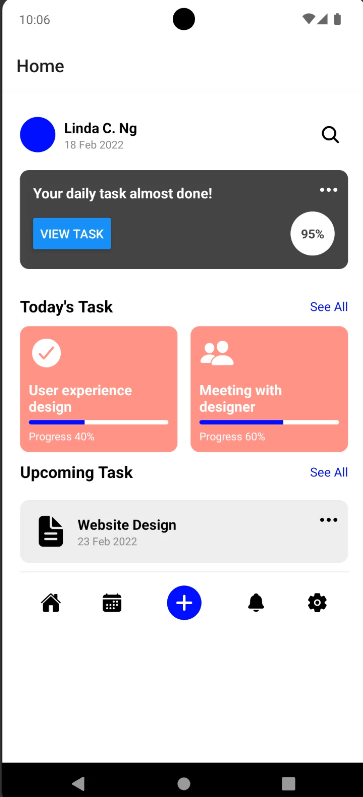 10:06
Home
Linda C. Ng
18 Feb 2022
Your daily task almost done!
VIEW TASK
95%
Today's Task
See All
User experience
design
Progress 40%
Meeting with
designer
Progress 60%
Upcoming Task
See All
Website Design
23 Feb 2022